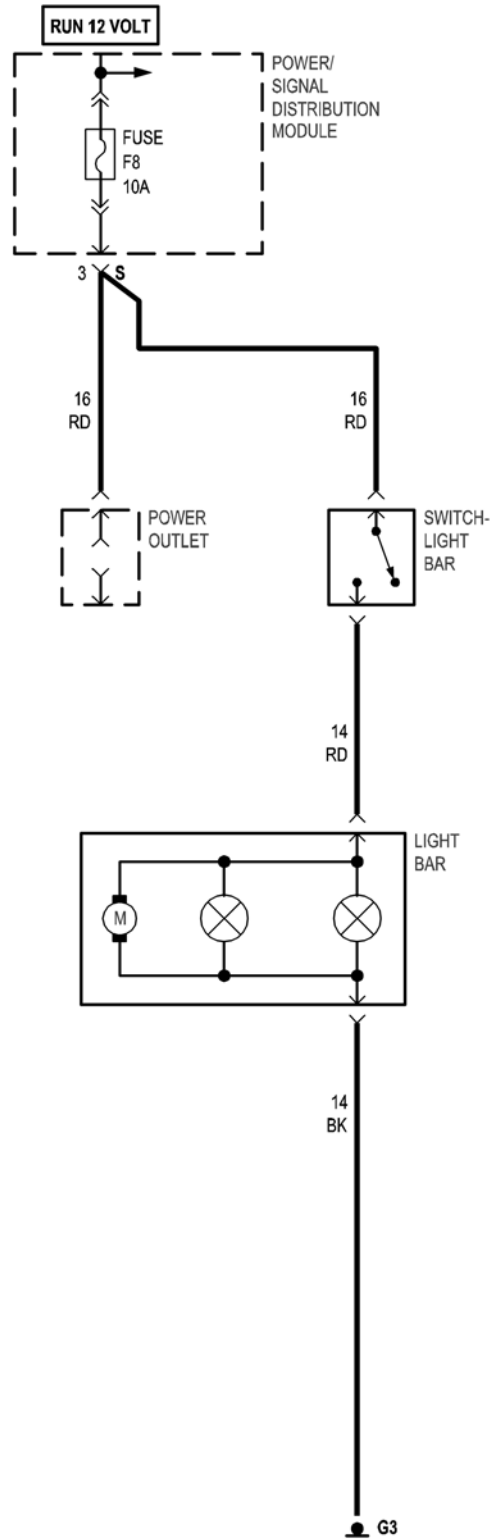 RUN 12 VOLT
POWER/
SIGNAL
DISTRIBUTION
MODULE
FUSE
F8
10A
3 S
16
RD
16
RD
POWER
OUTLET
SWITCH-
LIGHT
BAR
14
RD
LIGHT
BAR
M
14
BK
G3